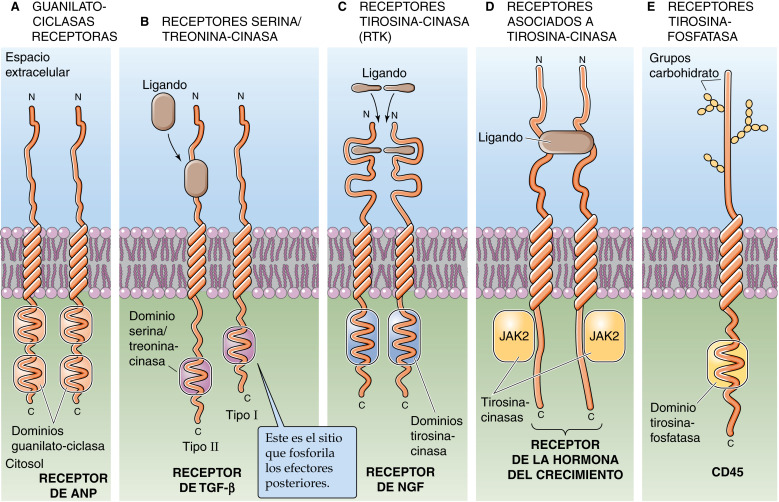 A GUANILATO-
CICLASAS
RECEPTORAS
Espacio
extracelular
N
N
C
C
Dominios
guanilato-ciclasa
Citosol
RECEPTOR
DE ANP
B RECEPTORES SERINA/
TREONINA-CINASA
Ligando
N
N
Dominio
serina/
treonina-
cinasa
C
Tipo I
C
Tipo II
Este es el sitio
que fosforila
los efectores
posteriores.
RECEPTOR
DE TGF-β
C RECEPTORES
TIROSINA-CINASA
(RTK)
Ligando
N
N
C
C
Dominios
tirosina-
cinasa
RECEPTOR
DE NGF
D RECEPTORES
ASOCIADOS A
TIROSINA-CINASA
N
N
Ligando
JAK2
JAK2
Tirosina-
cinasas
C
C
RECEPTOR
DE LA HORMONA
DEL CRECIMIENTO
E RECEPTORES
TIROSINA-
FOSFATASA
Grupos
carbohidrato
N
Dominio
tirosina-
fosfatasa
C
CD45